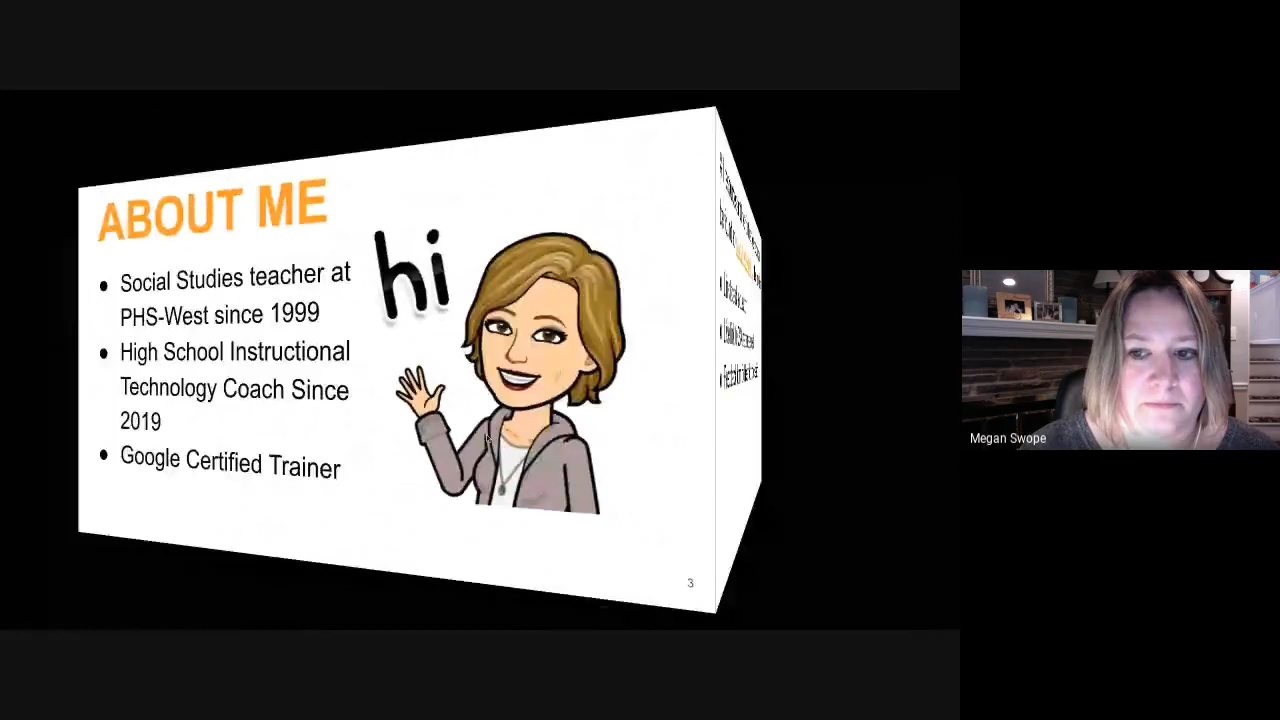 ABOUT ME
hi
● Social Studies teacher at
PHS-West since 1999
● High School Instructional
Technology Coach Since
2019
● Google Certified Trainer
3
Megan Swope